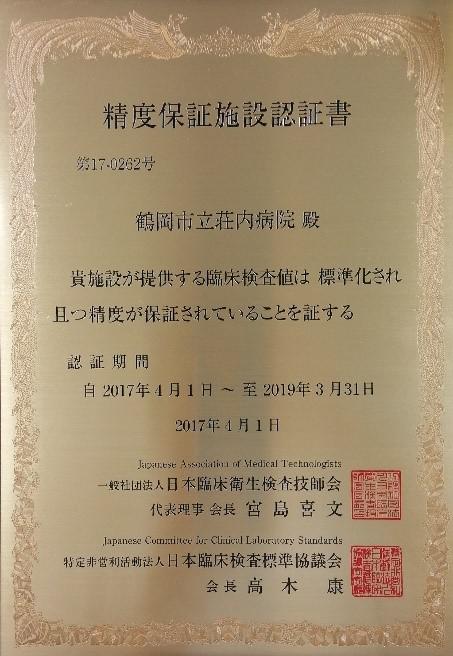 精度保証施設認証書
第17-0262号
鶴岡市立荘内病院 殿
貴施設が提供する臨床検査値は 標準化され
且つ精度が保証されていることを証する
認証期間
自 2017年4月1日 ～ 至 2019年3月31日
2017年4月1日
Japanese Association of Medical Technologists
一般社団法人日本臨床衛生検査技師会
代表理事 会長 宮島喜文
Japanese Committee for Clinical Laboratory Standards
特定非営利活動法人日本臨床検査標準協議会
会長 高木 康